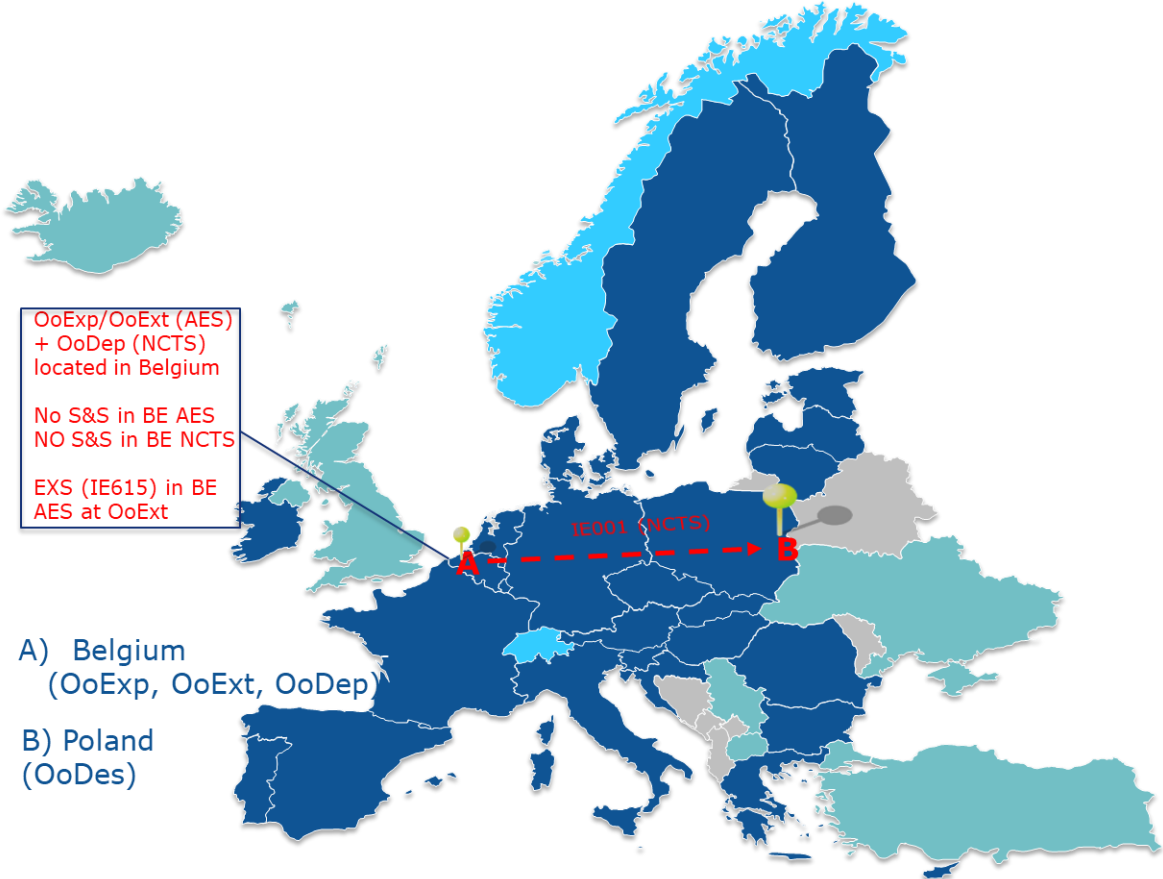 OoExp/OoExt (AES)
+ OoDep (NCTS)
located in Belgium
No S&S in BE AES
NO S&S in BE NCTS
EXS (IE615) in BE
AES at OoExt
IE001 (NCTS)
A
B
A) Belgium
(OoExp, OoExt, OoDep)
B) Poland
(OoDes)